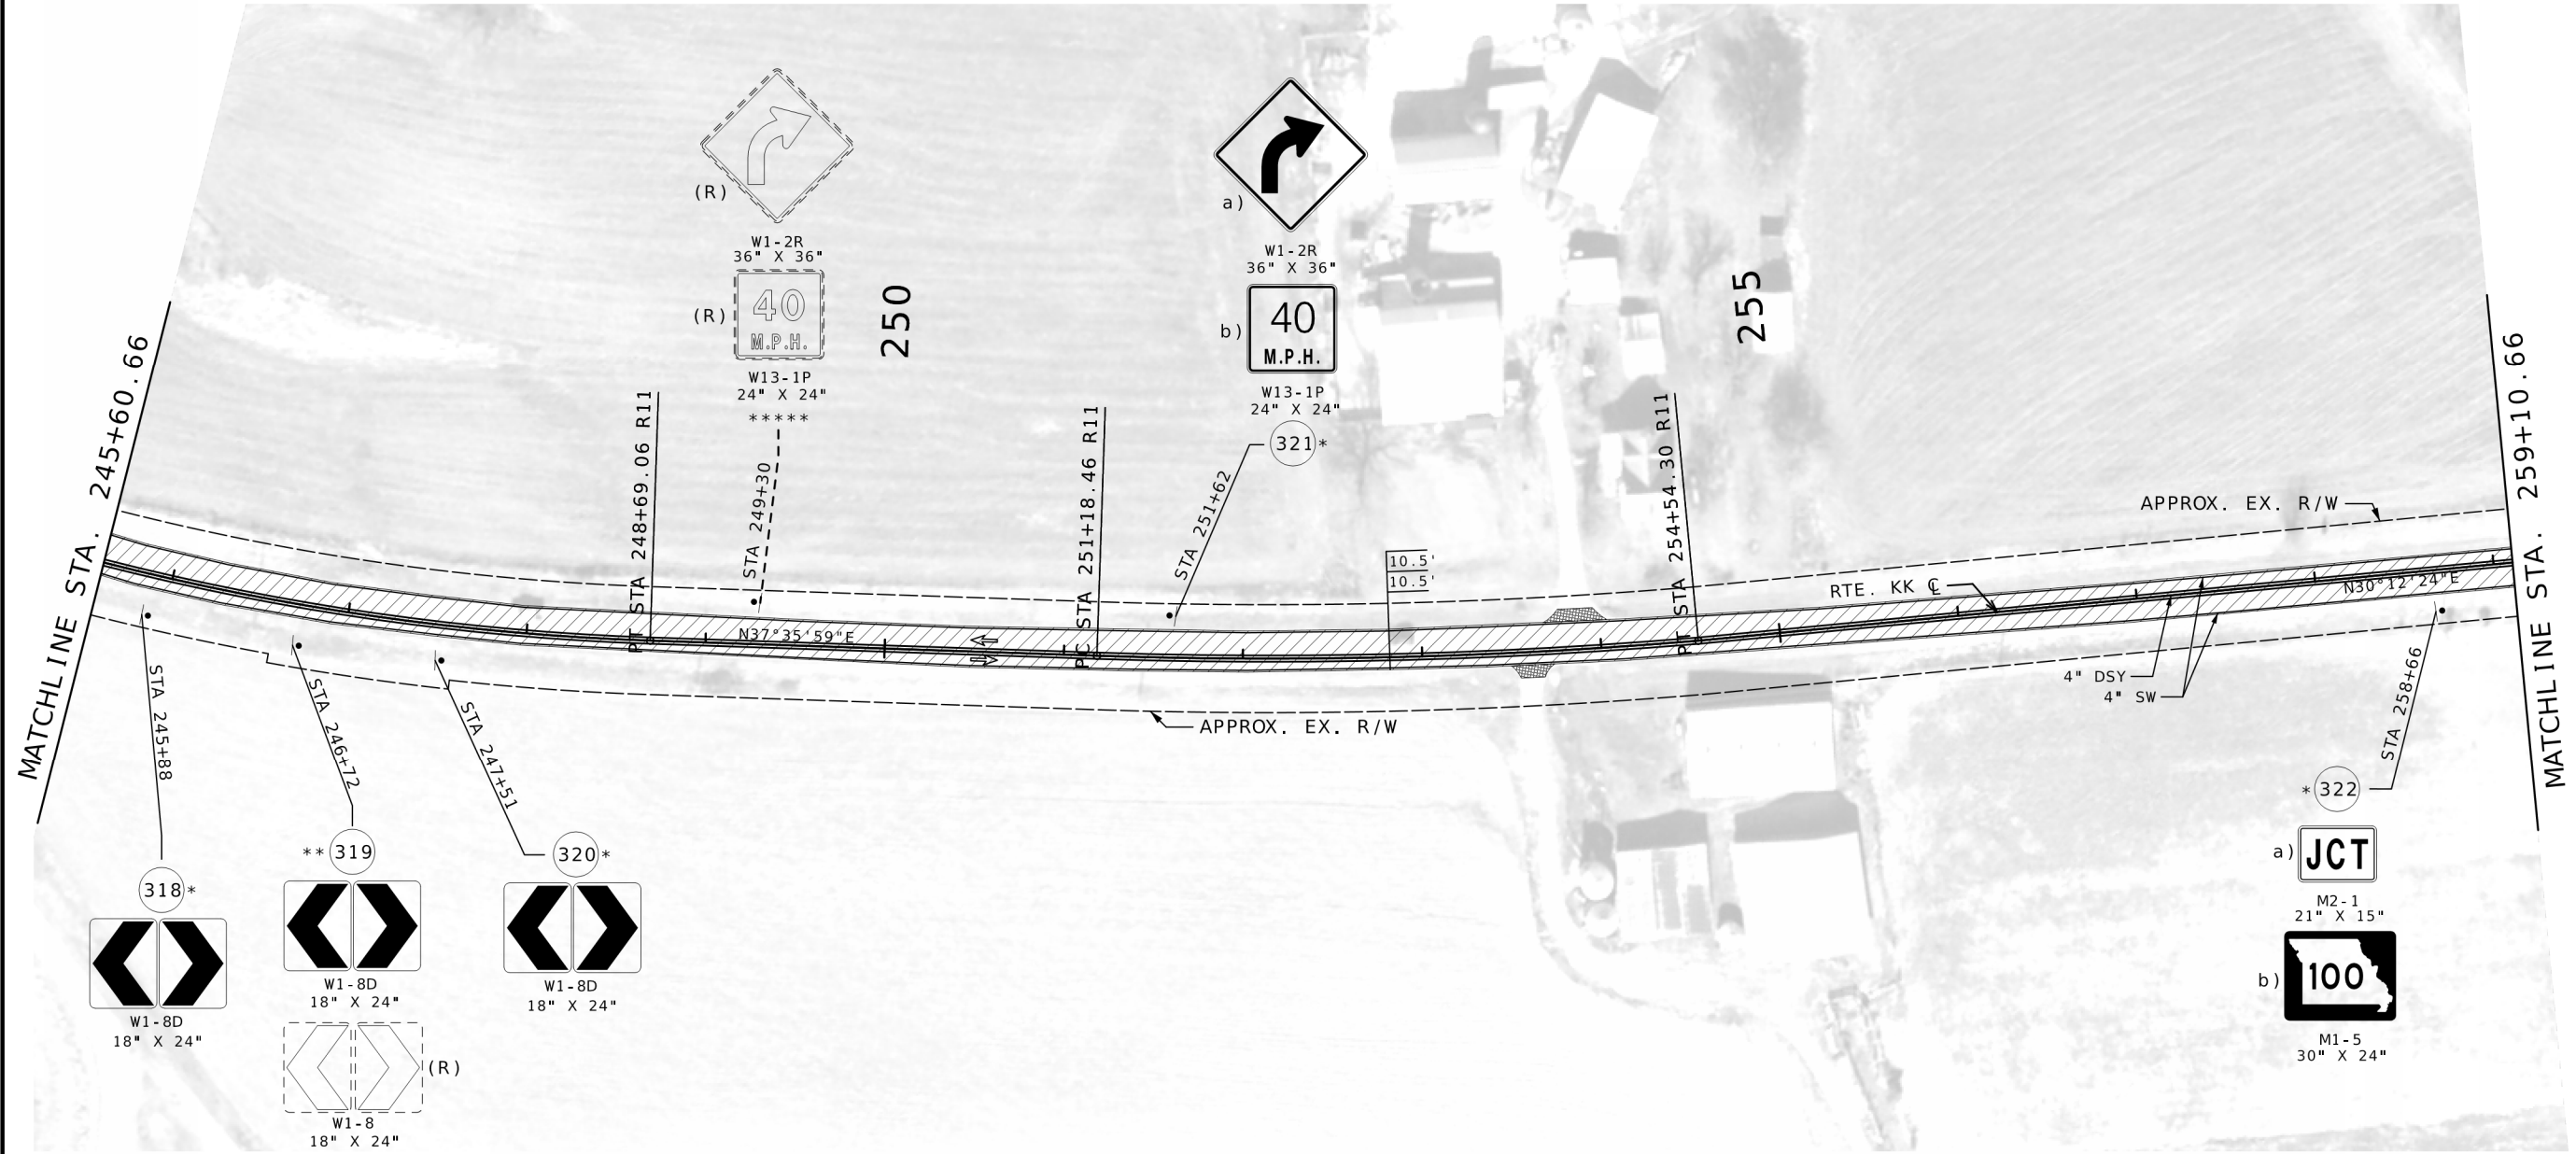 MATCHLINE STA. 245+60.66
(R)
W1-2R
36" X 36"
(R)
40
M.P.H.
W13-1P
24" X 24"
*****
STA 249+30
250
a)
W1-2R
36" X 36"
b)
40
M.P.H.
W13-1P
24" X 24"
321*
STA 251+62
255
PT STA 248+69.06 R11
PC STA 251+18.46 R11
PT STA 254+54.30 R11
N37°35'59"E
10.5'
10.5'
RTE. KK ℄
APPROX. EX. R/W
N30°12'24"E
MATCHLINE STA. 259+10.66
4" DSY
4" SW
APPROX. EX. R/W
STA 245+88
318*
W1-8D
18" X 24"
STA 246+72
**319
W1-8D
18" X 24"
(R)
W1-8
18" X 24"
STA 247+51
320*
W1-8D
18" X 24"
STA 258+66
*322
a)
JCT
M2-1
21" X 15"
b)
100
M1-5
30" X 24"